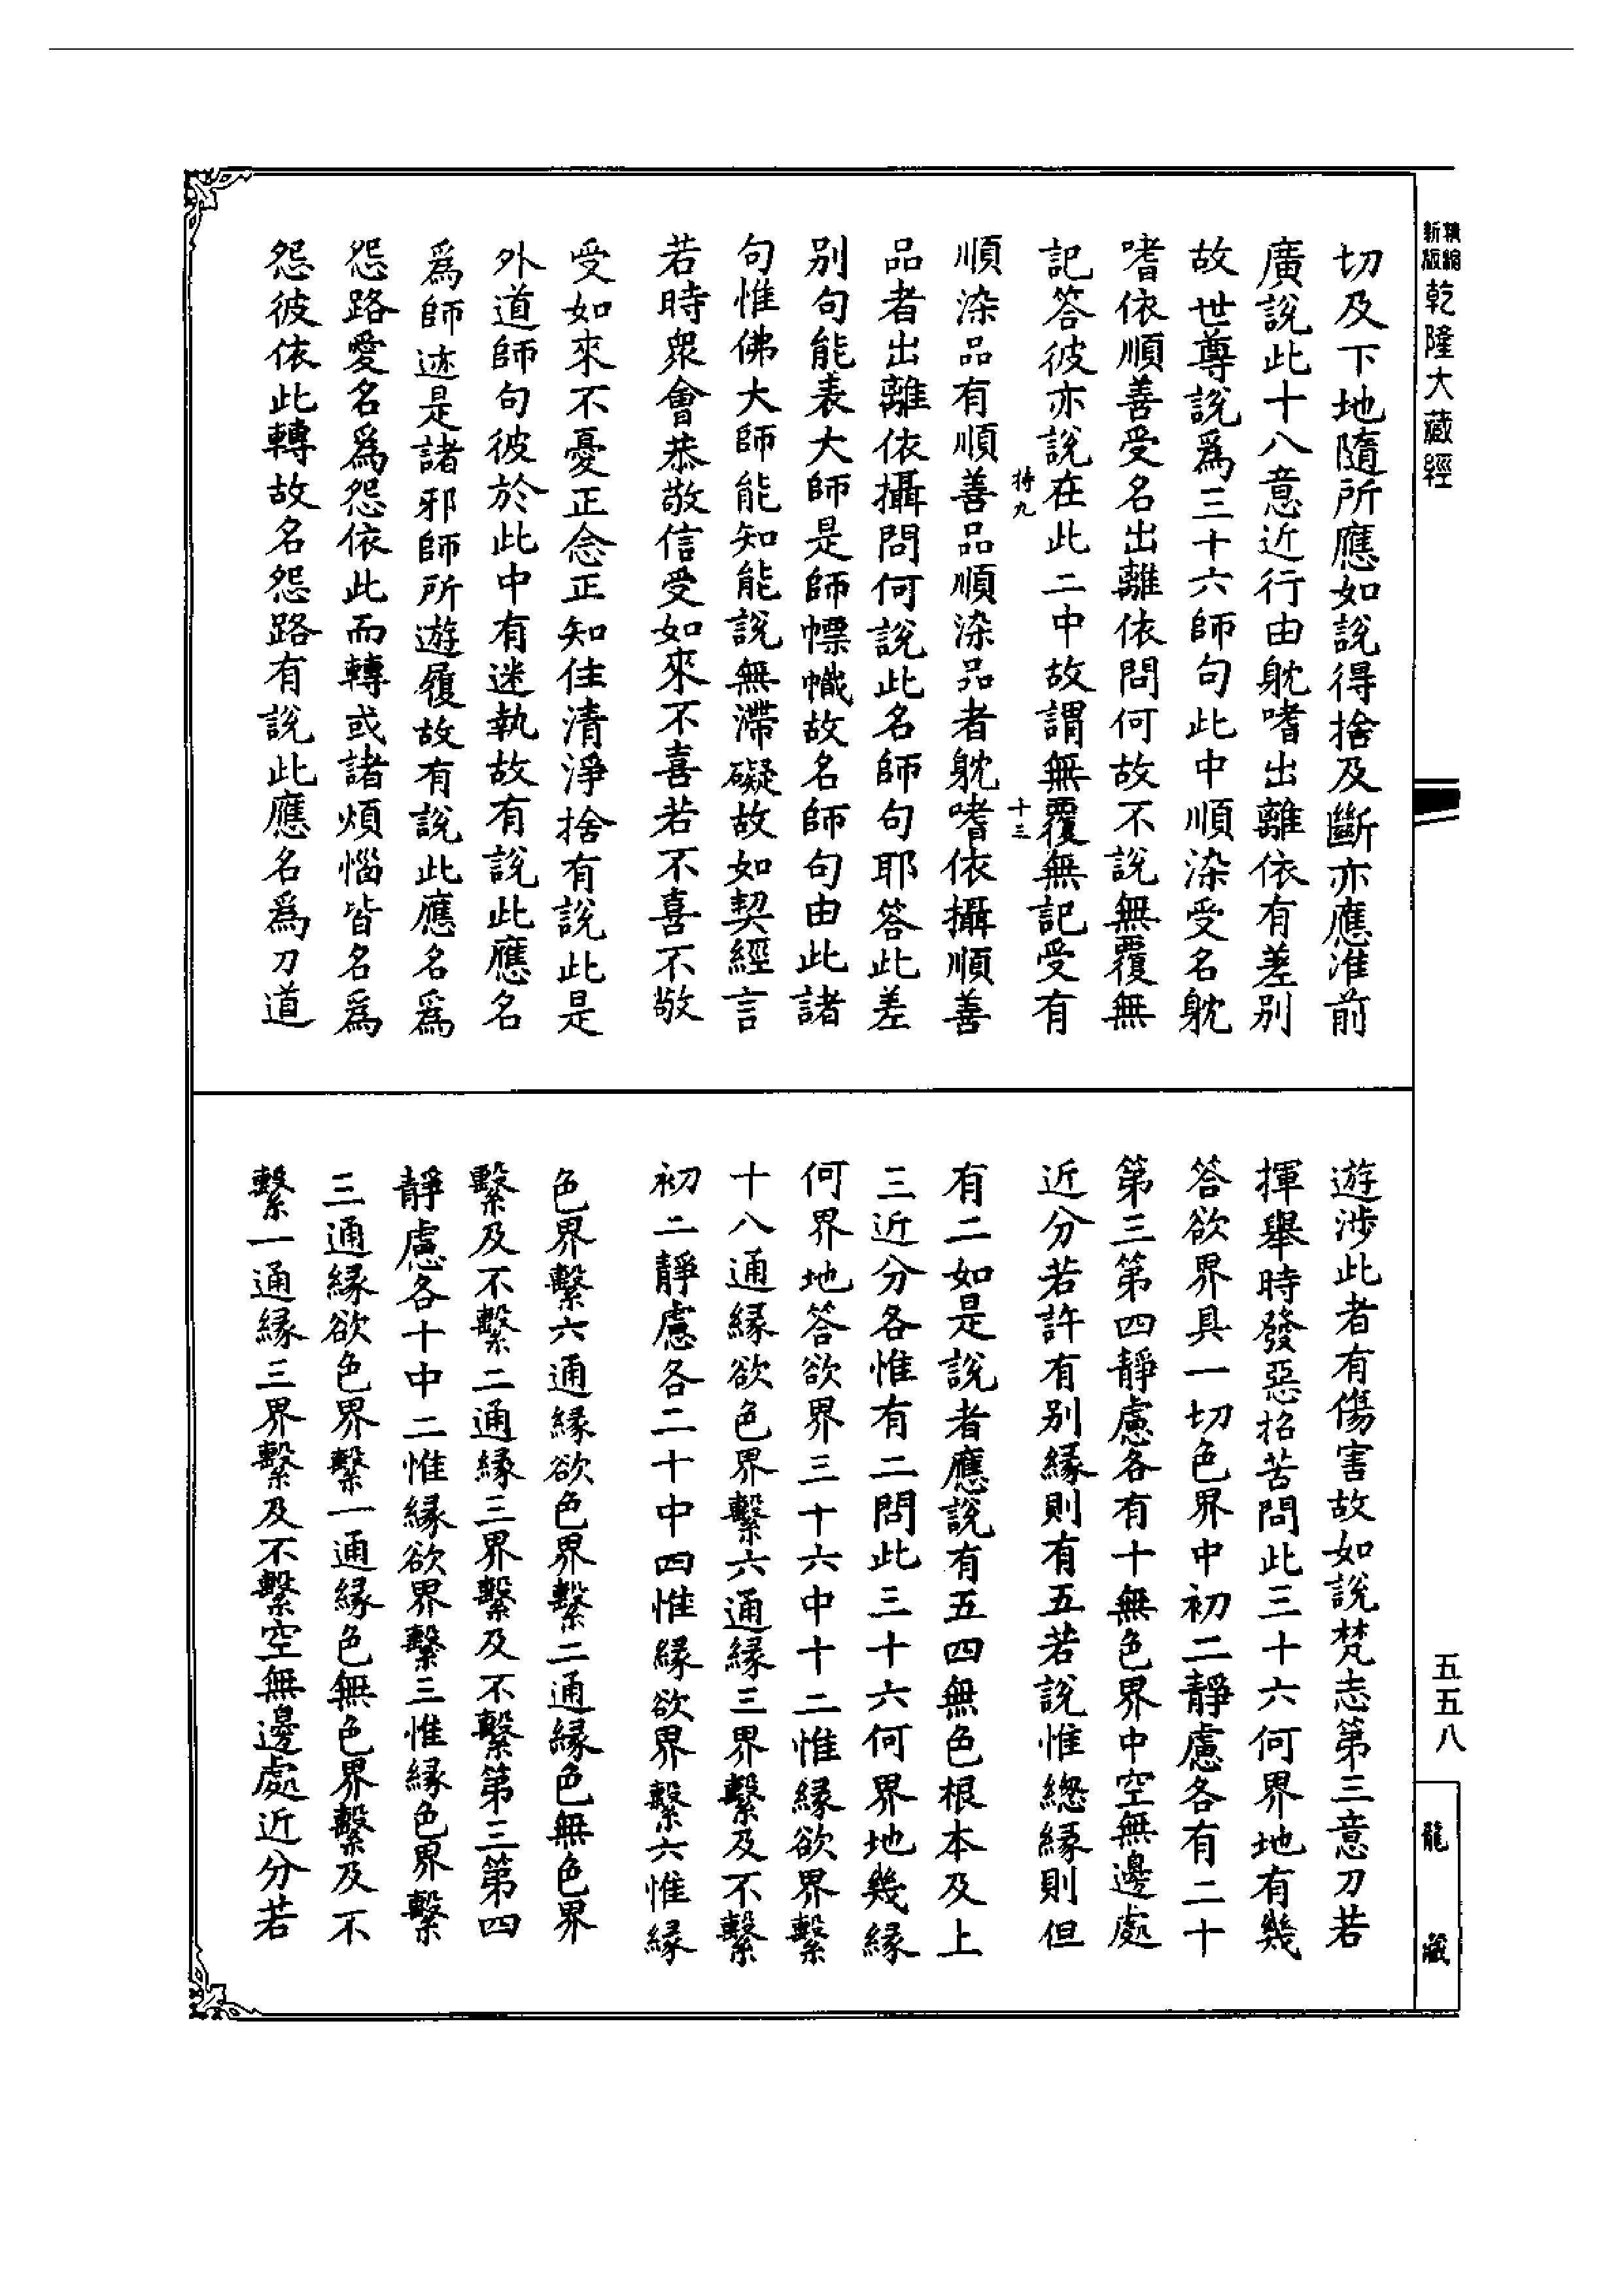 精縮新版乾隆大藏經
切及下地隨所應如說得捨及斷亦應准前
廣說此十八意近行由躭嗜出離依有差別
故世尊說爲三十六師句此中順染受名躭
嗜依順善受名出離依問何故不說無覆無
記答彼亦說在此二中故謂無覆無記受有
持九
十三
順染品有順善品順染品者躭嗜依攝順善
品者出離依攝問何說此名師句耶答此差
別句能表大師是師幖幟故名師句由此諸
句惟佛大師能知能說無滯礙故如契經言
若時衆會恭敬信受如來不喜若不喜不敬
受如來不憂正念正知住清淨捨有說此是
外道師句彼於此中有迷執故有說此應名
爲師迹是諸邪師所遊履故有說此應名爲
怨路愛名爲怨依此而轉或諸煩惱皆名爲
怨彼依此轉故名怨路有說此應名爲刀道
遊涉此者有傷害故如說梵志第三意刀若
揮舉時發惡招苦問此三十六何界地有幾
答欲界具一切色界中初二靜慮各有二十
第三第四靜慮各有十無色界中空無邊處
近分若許有別緣則有五若說惟總緣則但
有二如是說者應說有五四無色根本及上
三近分各惟有二問此三十六何界地幾緣
何界地答欲界三十六中十二惟緣欲界繫
十八通緣欲色界繫六通緣三界繫及不繫
初二靜慮各二十中四惟緣欲界繫六惟緣
色界繫六通緣欲色界繫二通緣色無色界
繫及不繫二通緣三界繫及不繫第三第四
靜慮各十中二惟緣欲界繫三惟緣色界繫
三通緣欲色界繫一通緣色無色界繫及不
繫一通緣三界繫及不繫空無邊處近分若
五五八
龍藏